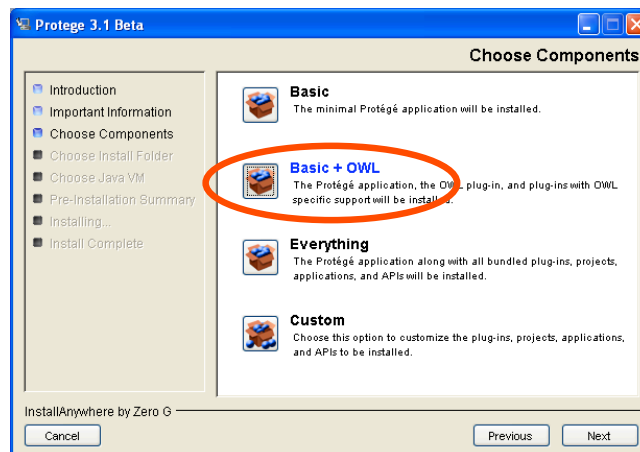 Protege 3.1 Beta
Choose Components
Introduction
Important Information
Choose Components
Choose Install Folder
Choose Java VM
Pre-Installation Summary
Installing...
Install Complete
Basic
The minimal Protégé application will be installed.
Basic + OWL
The Protégé application, the OWL plug-in, and plug-ins with OWL
specific support will be installed.
Everything
The Protégé application along with all bundled plug-ins, projects,
applications, and APIs will be installed.
Custom
Choose this option to customize the plug-ins, projects, applications,
and APIs to be installed.
InstallAnywhere by Zero G
Cancel
Previous
Next